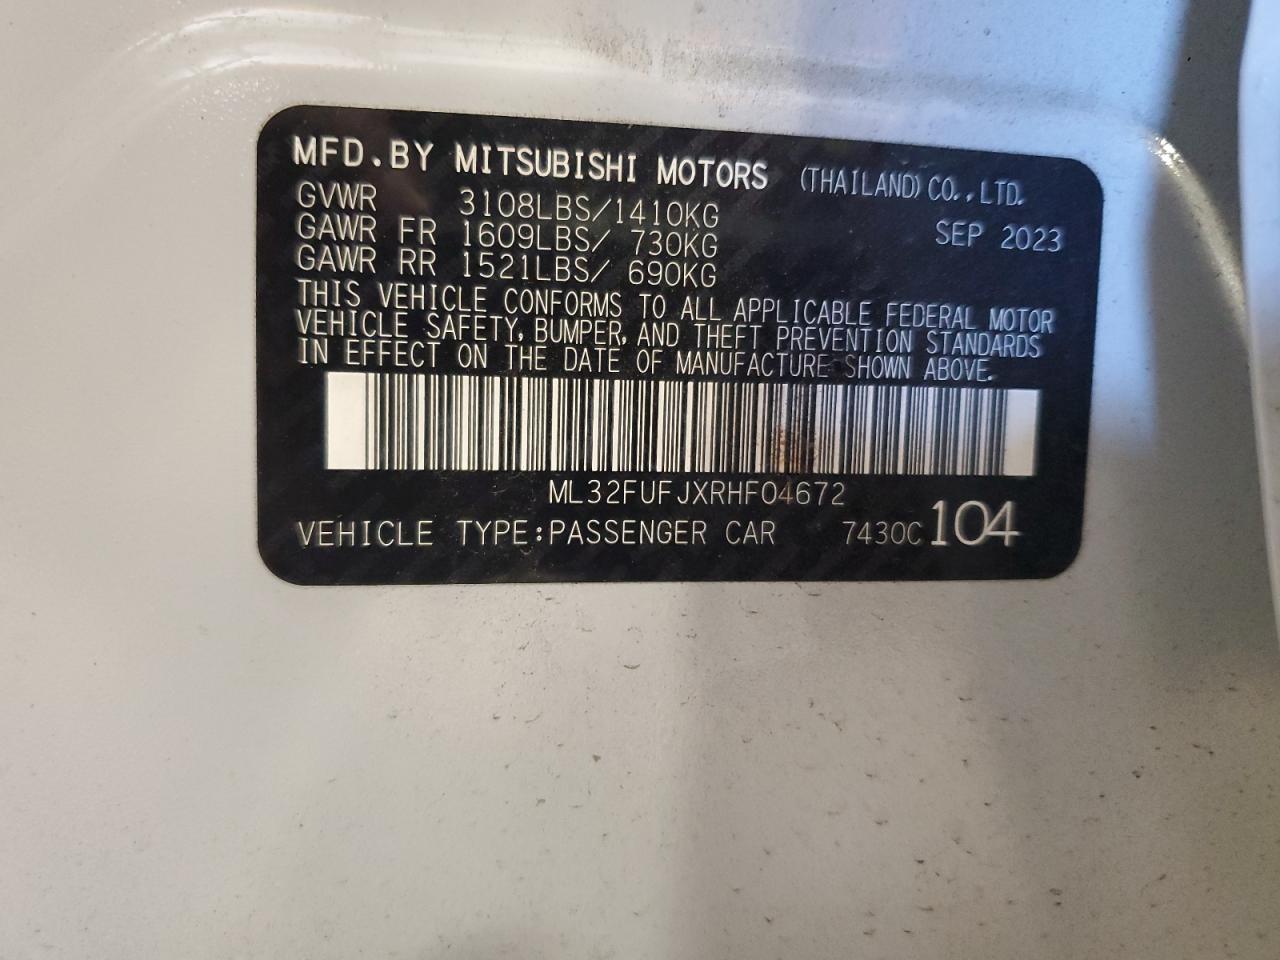 MFD.BY MITSUBISHI MOTORS (THAILAND) CO.,LTD.
GVWR 3108LBS/1410KG SEP 2023
GAWR FR 1609LBS/ 730KG
GAWR RR 1521LBS/ 690KG
THIS VEHICLE CONFORMS TO ALL APPLICABLE FEDERAL MOTOR
VEHICLE SAFETY, BUMPER, AND THEFT PREVENTION STANDARDS
IN EFFECT ON THE DATE OF MANUFACTURE SHOWN ABOVE.
ML32FUFJXRHF04672
VEHICLE TYPE:PASSENGER CAR 7430C 104